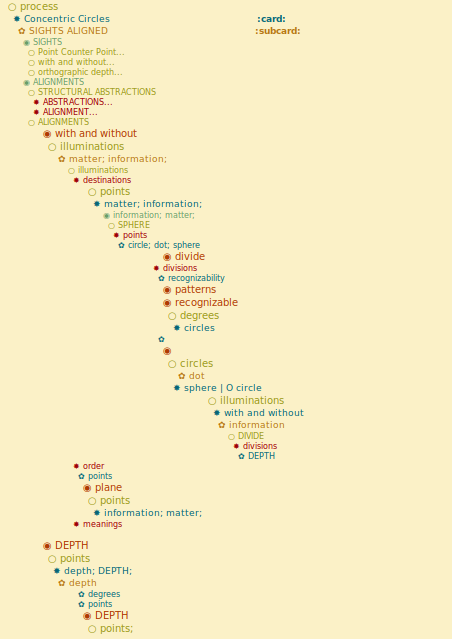 ○ process
✸ Concentric Circles :card:
✿ SIGHTS ALIGNED :subcard:
◉ SIGHTS
○ Point Counter Point…
○ with and without…
○ orthographic depth…
◉ ALIGNMENTS
○ STRUCTURAL ABSTRACTIONS
✸ ABSTRACTIONS…
✸ ALIGNMENT…
○ ALIGNMENTS
◉ with and without
○ illuminations
✿ matter; information;
○ illuminations
✸ destinations
○ points
✸ matter; information;
◉ information; matter;
○ SPHERE
✸ points
✿ circle; dot; sphere
◉ divide
✸ divisions
✿ recognizability
◉ patterns
◉ recognizable
○ degrees
✸ circles
✿
◉
○ circles
✿ dot
✸ sphere | O circle
○ illuminations
✸ with and without
✿ information
○ DIVIDE
✸ divisions
✿ DEPTH
✸ order
✿ points
◉ plane
○ points
✸ information; matter;
✸ meanings
◉ DEPTH
○ points
✸ depth; DEPTH;
✿ depth
✿ degrees
✿ points
◉ DEPTH
○ points;